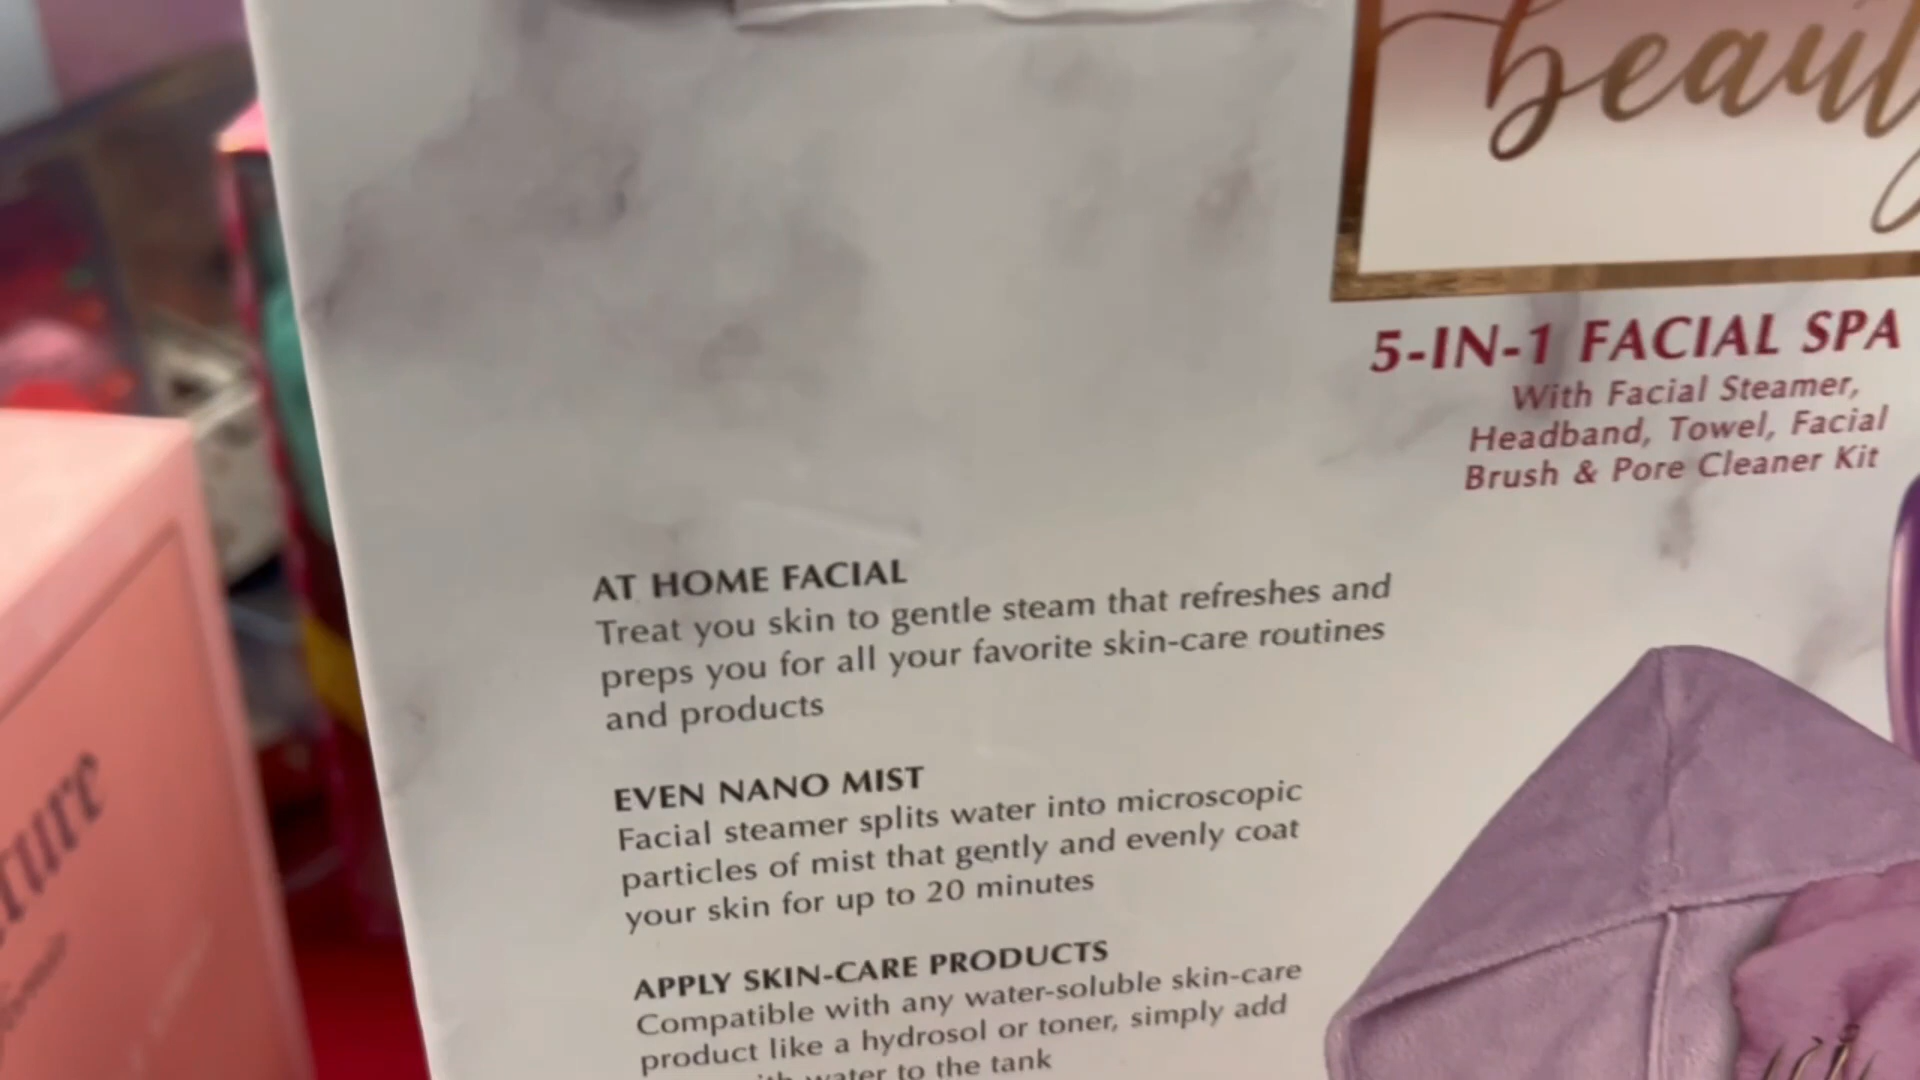 beauty
5-IN-1 FACIAL SPA
With Facial Steamer,
Headband, Towel, Facial
Brush & Pore Cleaner Kit
AT HOME FACIAL
Treat you skin to gentle steam that refreshes and
preps you for all your favorite skin-care routines
and products
EVEN NANO MIST
Facial steamer splits water into microscopic
particles of mist that gently and evenly coat
your skin for up to 20 minutes
APPLY SKIN-CARE PRODUCTS
Compatible with any water-soluble skin-care
product like a hydrosol or toner, simply add
water to the tank